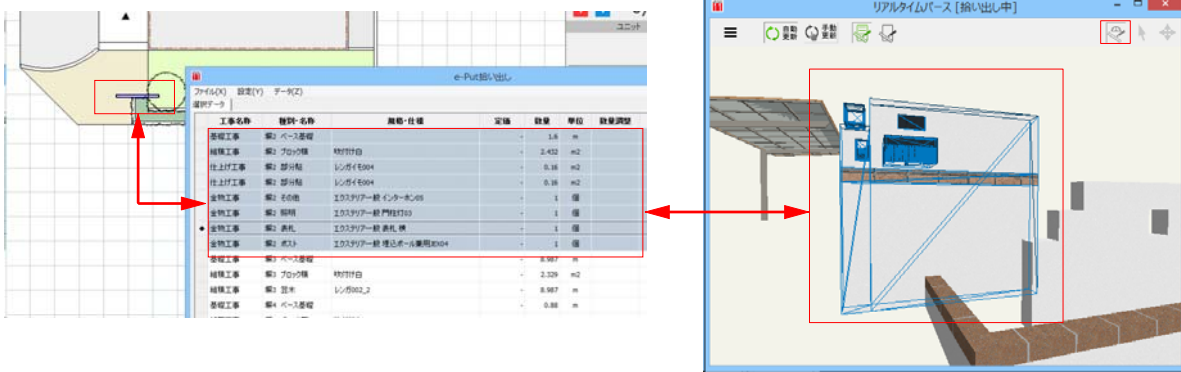 ユニット
e-Put拾い出し
ファイル(X) 設定(Y) データ(Z)
選択データ
工事名称 種別・名称 規格・仕様 定価 数量 単位 数量調整
基礎工事 塀2 ベース基礎 - 1.6 m
組積工事 塀2 ブロック積 吹付け白 - 2.432 m2
仕上げ工事 塀2 部分貼 レンガイモ004 - 0.16 m2
仕上げ工事 塀2 部分貼 レンガイモ004 - 0.16 m2
金物工事 塀2 その他 エクステリア一般 インターホン05 - 1 個
金物工事 塀2 照明 エクステリア一般 門柱灯03 - 1 個
金物工事 塀2 表札 エクステリア一般 表札 横 - 1 個
金物工事 塀2 ポスト エクステリア一般 埋込ポール兼用JEX04 - 1 個
基礎工事 塀3 ベース基礎 - 8.987 m
組積工事 塀3 ブロック積 吹付け白 - 2.329 m2
組積工事 塀3 笠木 レンガ002_2 - 8.987 m
基礎工事 塀4 ベース基礎 - 0.88 m
リアルタイムパース [拾い出し中]
自動更新 手動更新